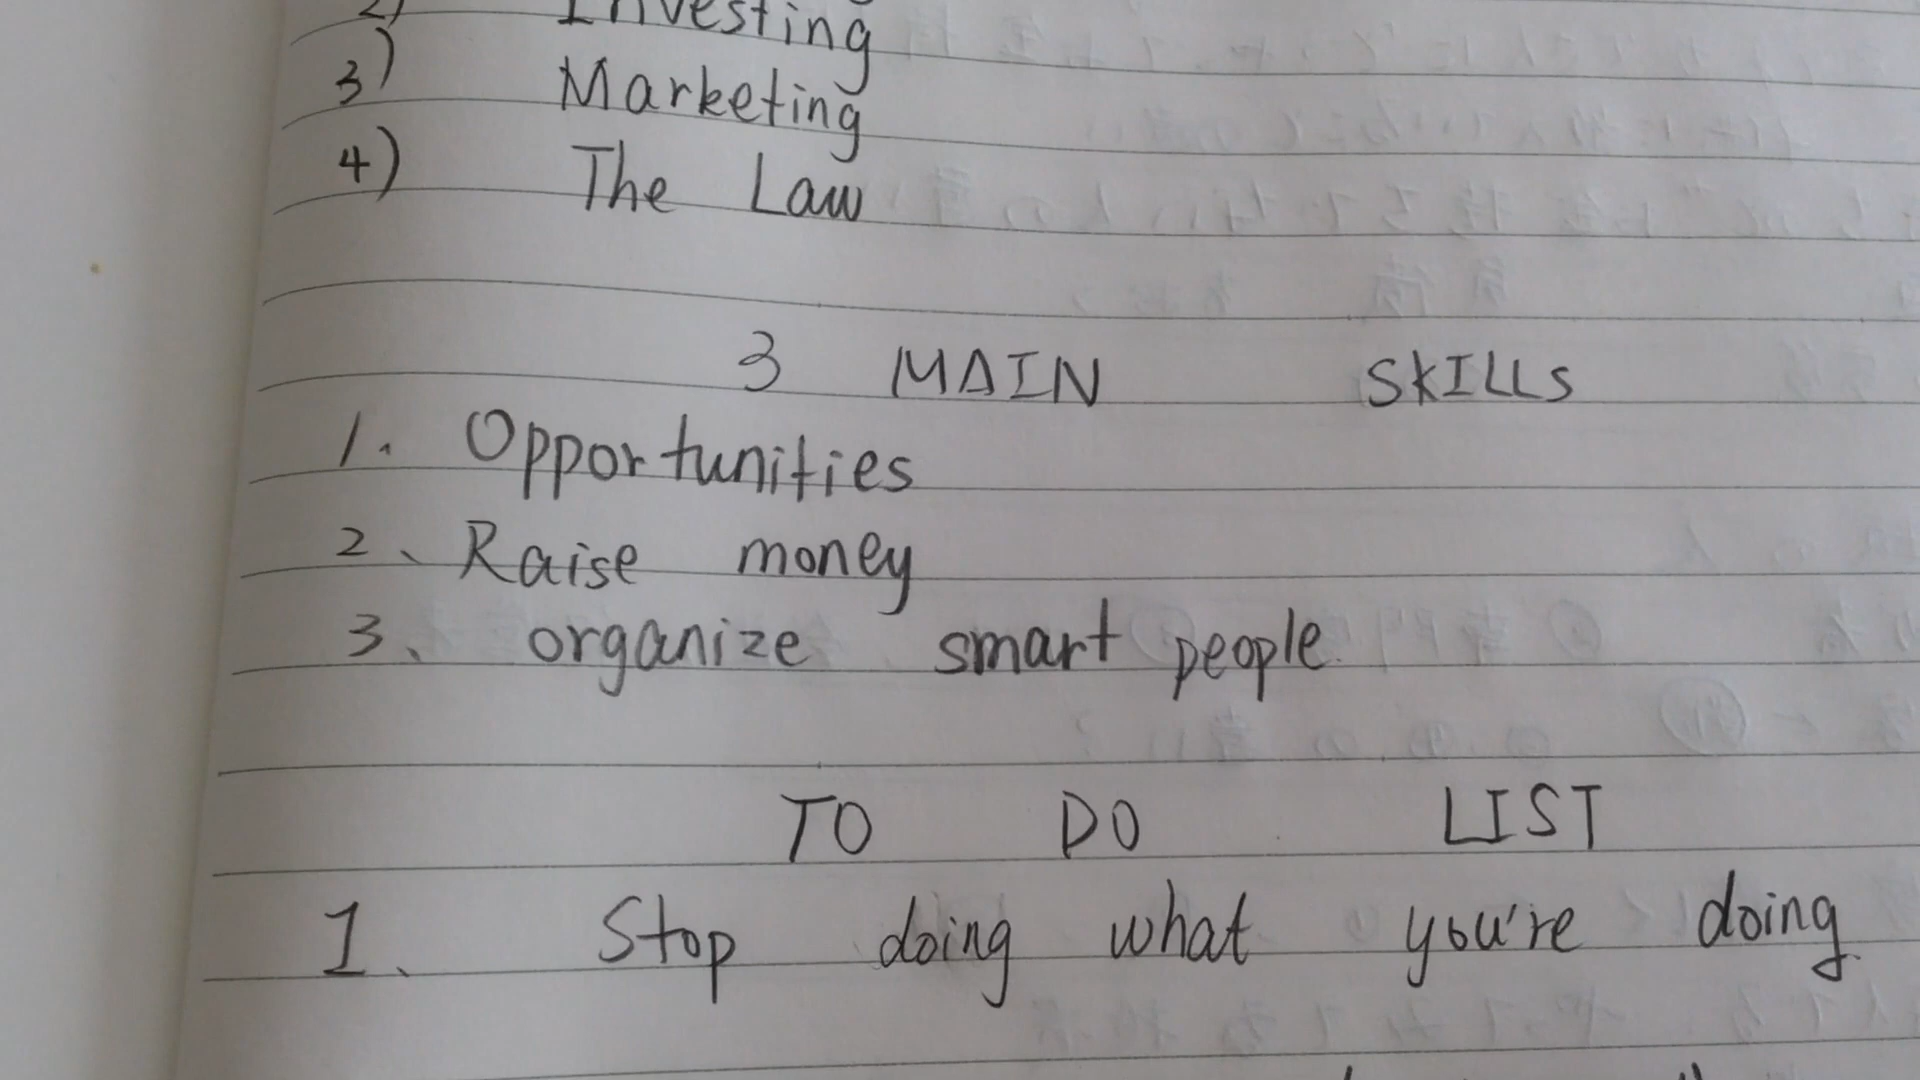 2) Investing
3) Marketing
4) The Law
3 MAIN SKILLS
1. Opportunities
2、Raise money
3、organize smart people.
TO DO LIST
1、Stop doing what you're doing.